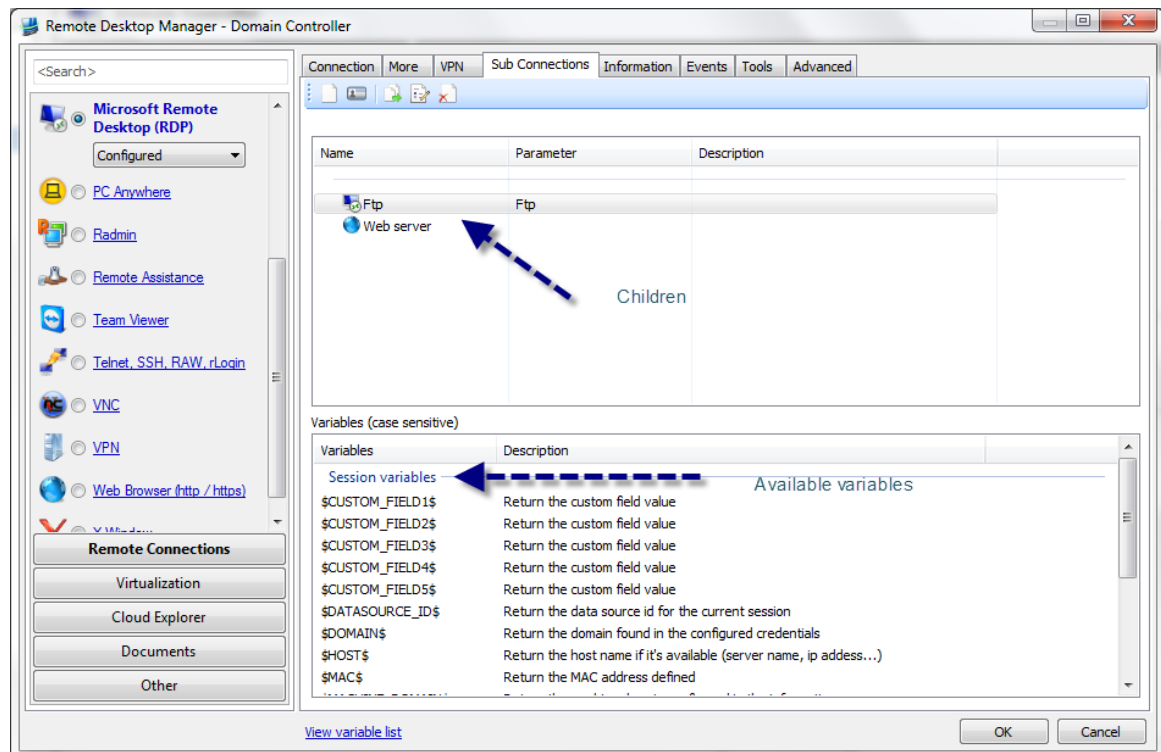 Remote Desktop Manager - Domain Controller
<Search>
Microsoft Remote
Desktop (RDP)
Configured
PC Anywhere
Radmin
Remote Assistance
Team Viewer
Telnet, SSH, RAW, rLogin
VNC
VPN
Web Browser (http / https)
X Window
Remote Connections
Virtualization
Cloud Explorer
Documents
Other
Connection More VPN Sub Connections Information Events Tools Advanced
Name Parameter Description
Ftp Ftp
Web server
Children
Variables (case sensitive)
Variables Description
Session variables
Available variables
$CUSTOM_FIELD1$ Return the custom field value
$CUSTOM_FIELD2$ Return the custom field value
$CUSTOM_FIELD3$ Return the custom field value
$CUSTOM_FIELD4$ Return the custom field value
$CUSTOM_FIELD5$ Return the custom field value
$DATASOURCE_ID$ Return the data source id for the current session
$DOMAIN$ Return the domain found in the configured credentials
$HOST$ Return the host name if it's available (server name, ip address...)
$MAC$ Return the MAC address defined
View variable list
OK Cancel